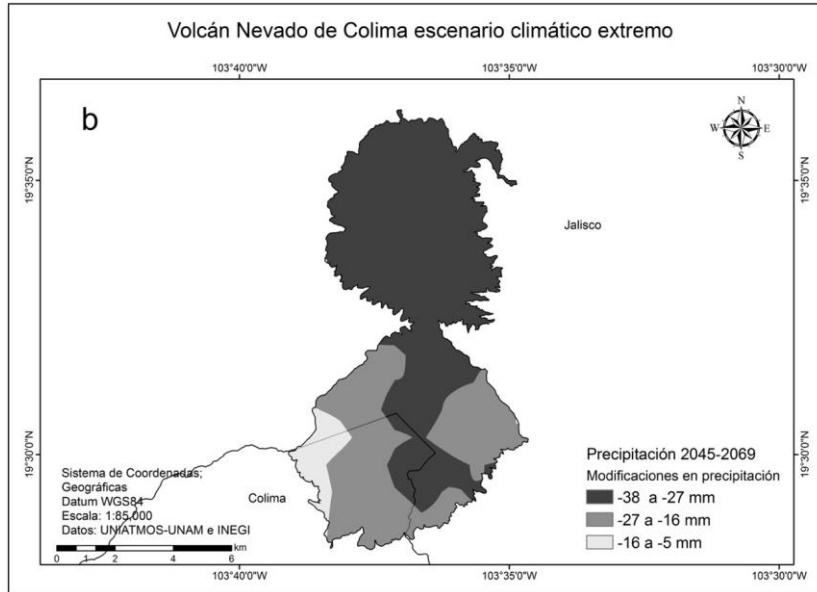 Volcán Nevado de Colima escenario climático extremo
103°40'0"W
103°35'0"W
103°30'0"W
b
N
W
E
S
19°35'0"N
19°35'0"N
Jalisco
19°30'0"N
19°30'0"N
Sistema de Coordenadas;
Geográficas
Datum WGS84
Escala: 1:85,000
Datos: UNIATMOS-UNAM e INEGI
km
0 1 2 4 6
Colima
Precipitación 2045-2069
Modificaciones en precipitación
-38 a -27 mm
-27 a -16 mm
-16 a -5 mm
103°40'0"W
103°35'0"W
103°30'0"W